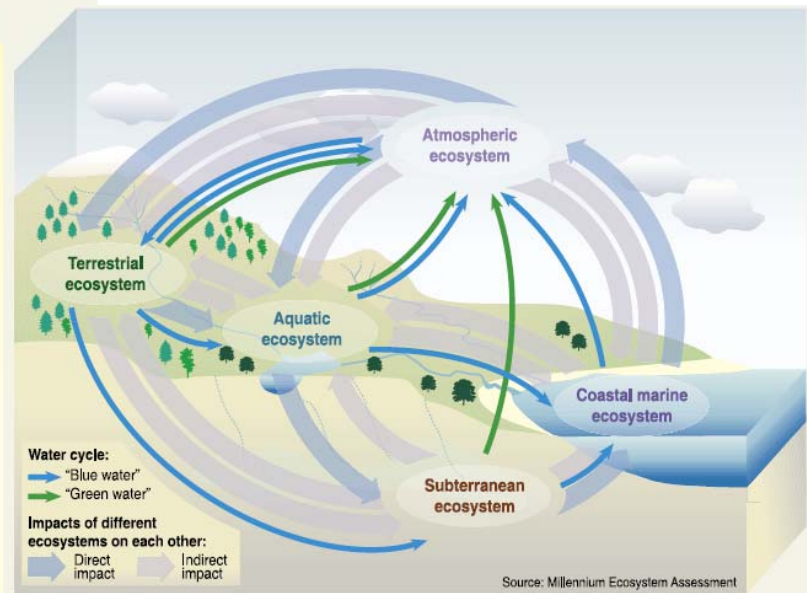 Atmospheric
ecosystem
Terrestrial
ecosystem
Aquatic
ecosystem
Coastal marine
ecosystem
Subterranean
ecosystem
Water cycle:
"Blue water"
"Green water"
Impacts of different
ecosystems on each other:
Direct
impact
Indirect
impact
Source: Millennium Ecosystem Assessment